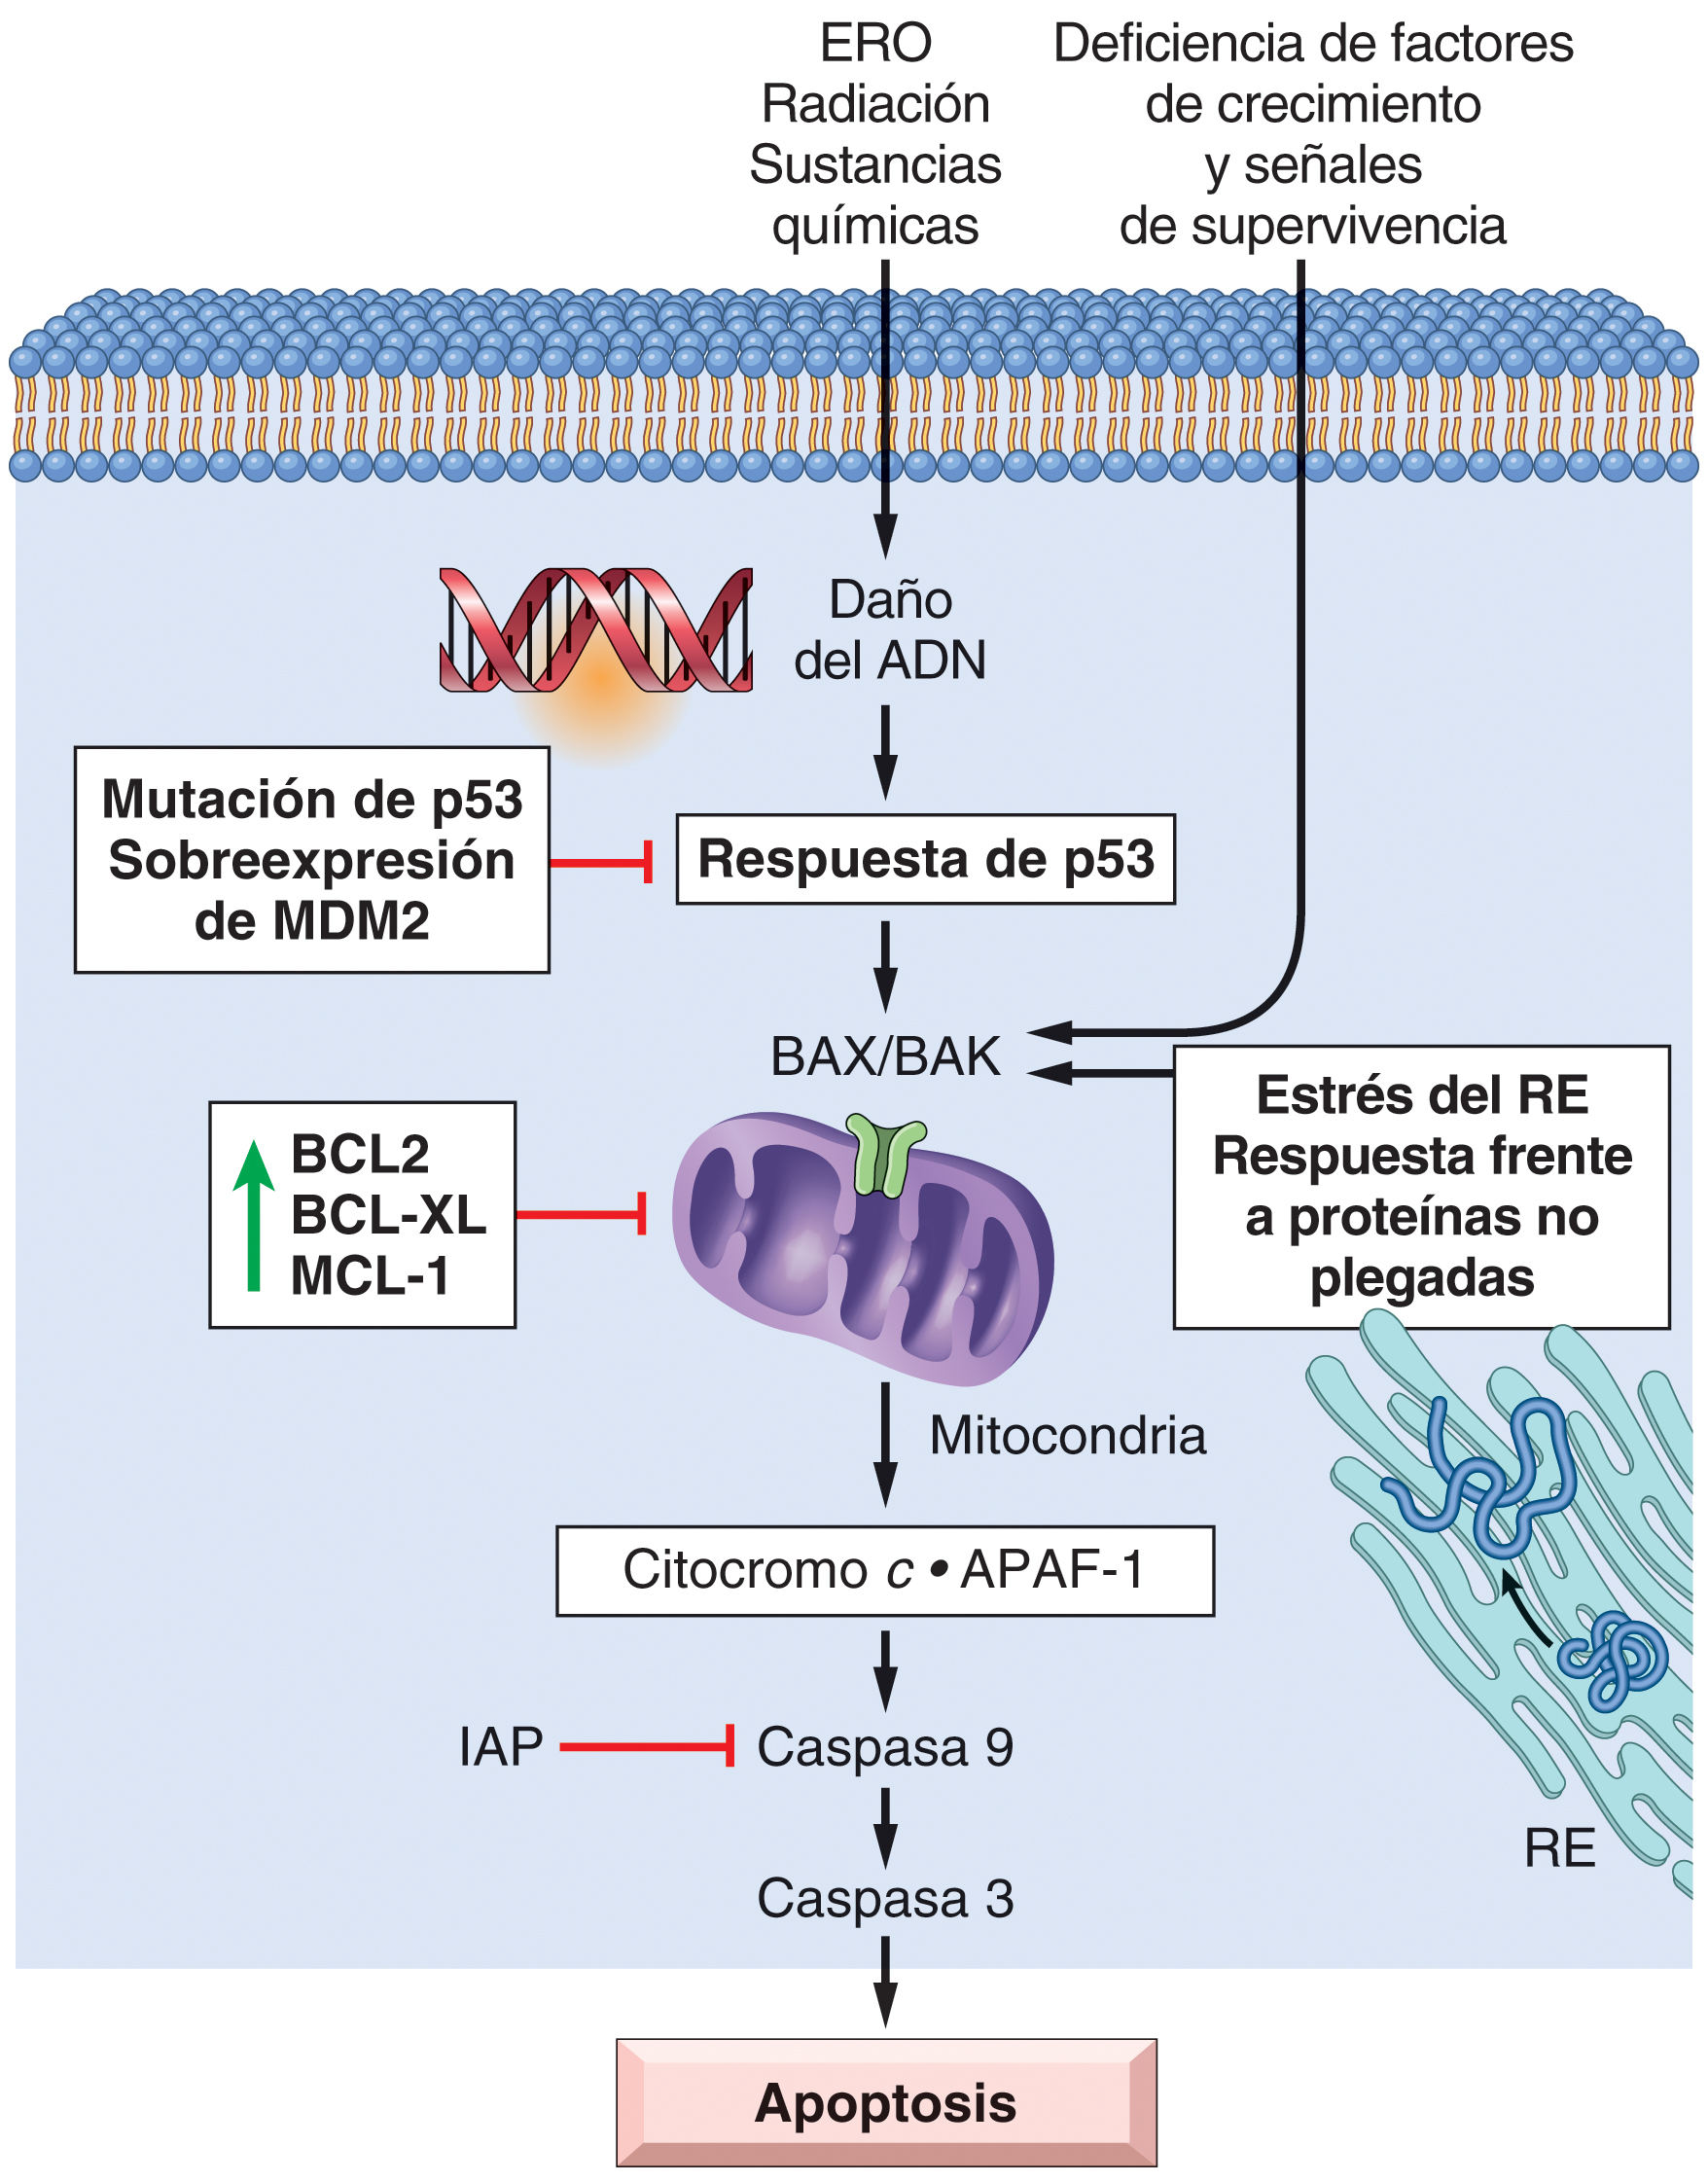 ERO
Radiación
Sustancias
químicas
Deficiencia de factores
de crecimiento
y señales
de supervivencia
Daño
del ADN
Mutación de p53
Sobreexpresión
de MDM2
Respuesta de p53
BAX/BAK
Estrés del RE
Respuesta frente
a proteínas no
plegadas
BCL2
BCL-XL
MCL-1
Mitocondria
Citocromo c • APAF-1
IAP
Caspasa 9
RE
Caspasa 3
Apoptosis